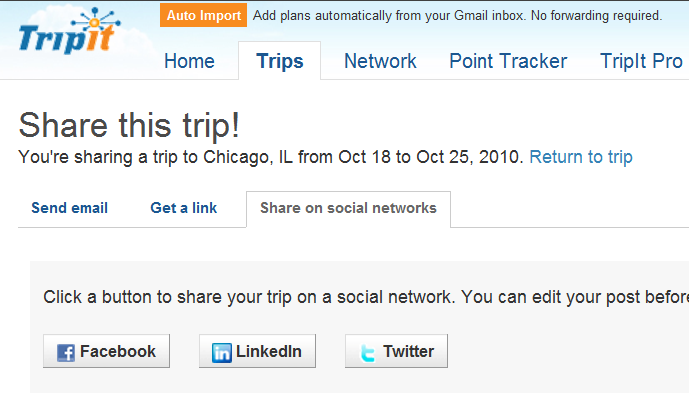 TripIt
Auto Import Add plans automatically from your Gmail inbox. No forwarding required.
Home Trips Network Point Tracker TripIt Pro
Share this trip!
You're sharing a trip to Chicago, IL from Oct 18 to Oct 25, 2010. Return to trip
Send email Get a link Share on social networks
Click a button to share your trip on a social network. You can edit your post before
Facebook LinkedIn Twitter